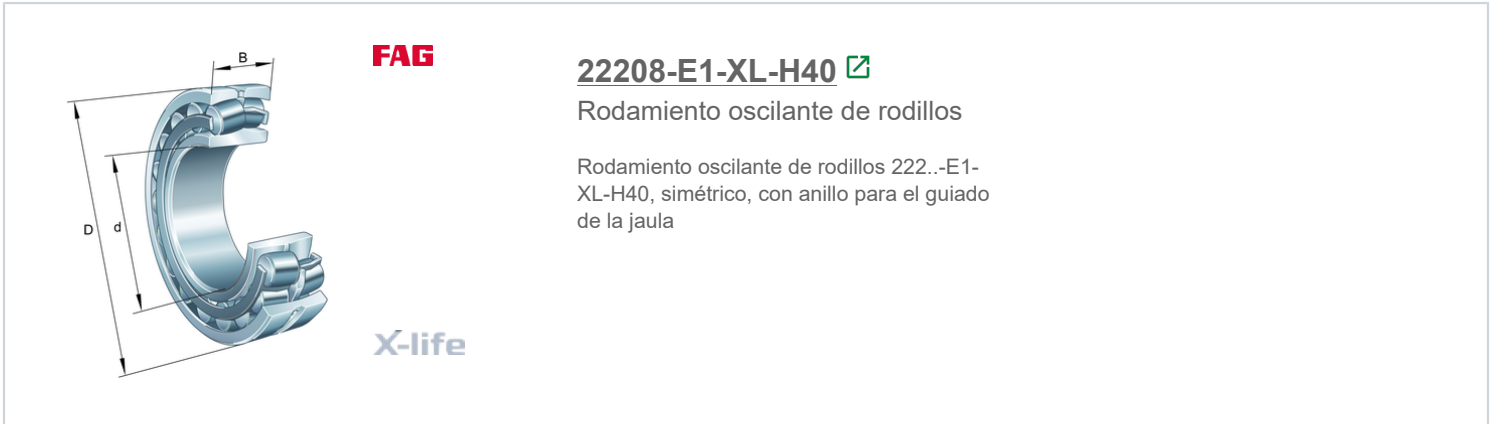 FAG
B
D
d
X-life
22208-E1-XL-H40
Rodamiento oscilante de rodillos
Rodamiento oscilante de rodillos 222..-E1-
XL-H40, simétrico, con anillo para el guiado
de la jaula